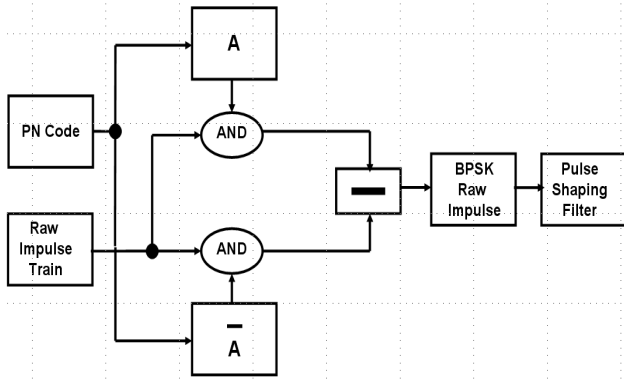 A
PN Code
AND
BPSK
Raw
Impulse
Pulse
Shaping
Filter
Raw
Impulse
Train
AND
A̅